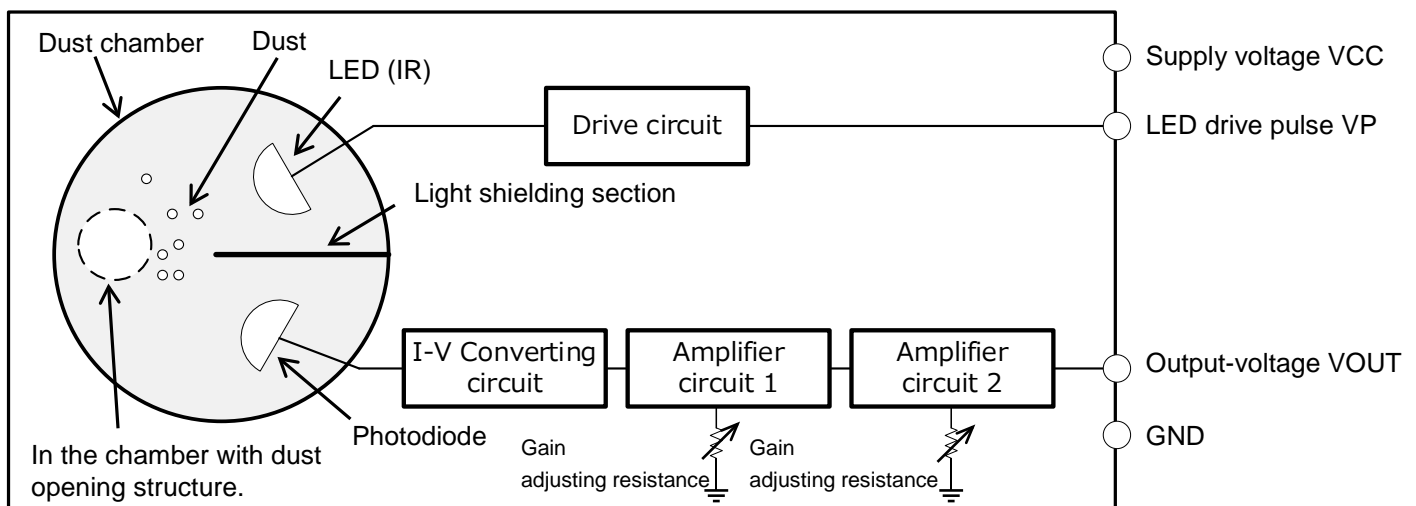 Dust chamber
Dust
LED (IR)
Supply voltage VCC
Drive circuit
LED drive pulse VP
Light shielding section
I-V Converting
circuit
Amplifier
circuit 1
Amplifier
circuit 2
Output-voltage VOUT
Photodiode
GND
In the chamber with dust
opening structure.
Gain
adjusting resistance
Gain
adjusting resistance